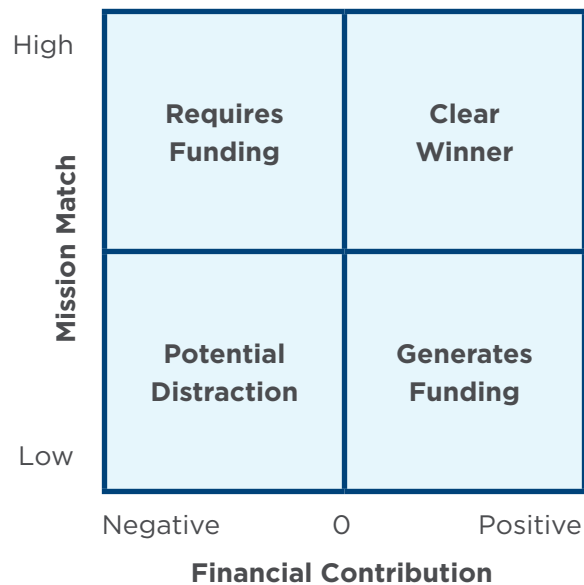 High
Requires
Funding
Clear
Winner
Mission Match
Potential
Distraction
Generates
Funding
Low
Negative
0
Positive
Financial Contribution